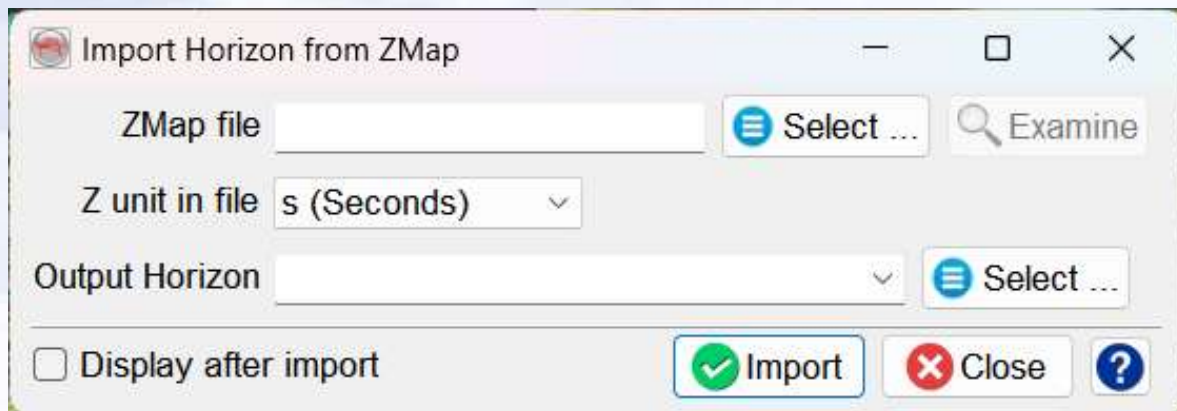 Import Horizon from ZMap
ZMap file Select ... Examine
Z unit in file s (Seconds)
Output Horizon Select ...
Display after import Import Close ?